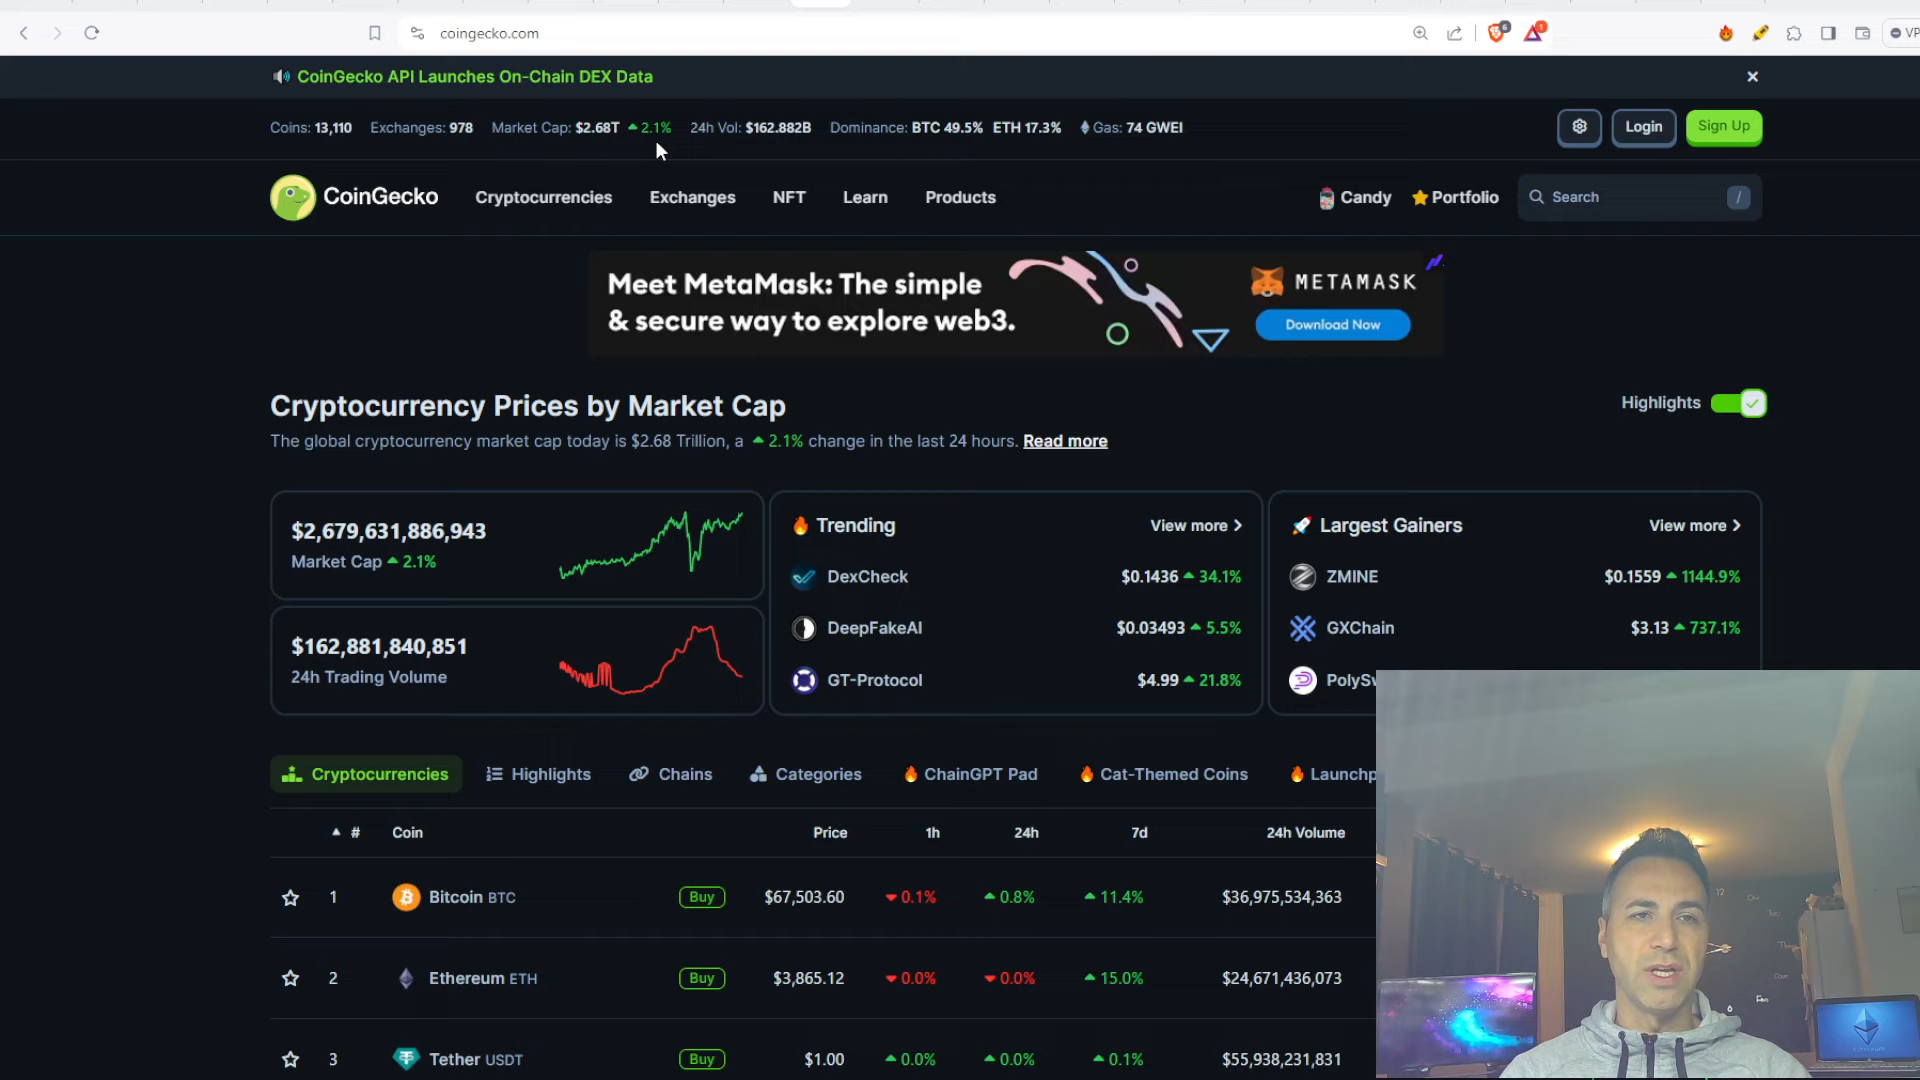 coingecko.com
6
1
VP
CoinGecko API Launches On-Chain DEX Data
Coins: 13,110 Exchanges: 978 Market Cap: $2.68T 2.1% 24h Vol: $162.882B Dominance: BTC 49.5% ETH 17.3% Gas: 74 GWEI
Login
Sign Up
CoinGecko
Cryptocurrencies
Exchanges
NFT
Learn
Products
Candy
Portfolio
Search
/
Meet MetaMask: The simple
& secure way to explore web3.
METAMASK
Download Now
Cryptocurrency Prices by Market Cap
Highlights
The global cryptocurrency market cap today is $2.68 Trillion, a 2.1% change in the last 24 hours. Read more
$2,679,631,886,943
Market Cap 2.1%
$162,881,840,851
24h Trading Volume
Trending
View more
DexCheck $0.1436 34.1%
DeepFakeAI $0.03493 5.5%
GT-Protocol $4.99 21.8%
Largest Gainers
View more
ZMINE $0.1559 1144.9%
GXChain $3.13 737.1%
PolySw
Cryptocurrencies
Highlights
Chains
Categories
ChainGPT Pad
Cat-Themed Coins
Launchp
# Coin Price 1h 24h 7d 24h Volume
1 Bitcoin BTC Buy $67,503.60 0.1% 0.8% 11.4% $36,975,534,363
2 Ethereum ETH Buy $3,865.12 0.0% 0.0% 15.0% $24,671,436,073
3 Tether USDT Buy $1.00 0.0% 0.0% 0.1% $55,938,231,831